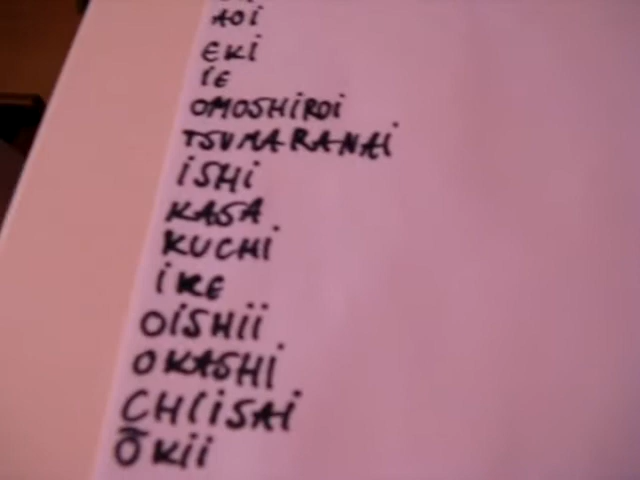 AOi
EKi
iE
OMOSHiROi
TSUMARANAi
iSHi
KASA
KUCHi
iKE
OiSHii
OKASHi
CHiiSAi
ŌKii